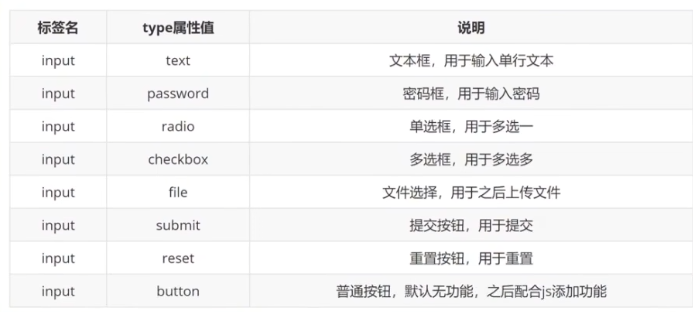 标签名 type属性值 说明
input text 文本框，用于输入单行文本
input password 密码框，用于输入密码
input radio 单选框，用于多选一
input checkbox 多选框，用于多选多
input file 文件选择，用于之后上传文件
input submit 提交按钮，用于提交
input reset 重置按钮，用于重置
input button 普通按钮，默认无功能，之后配合js添加功能